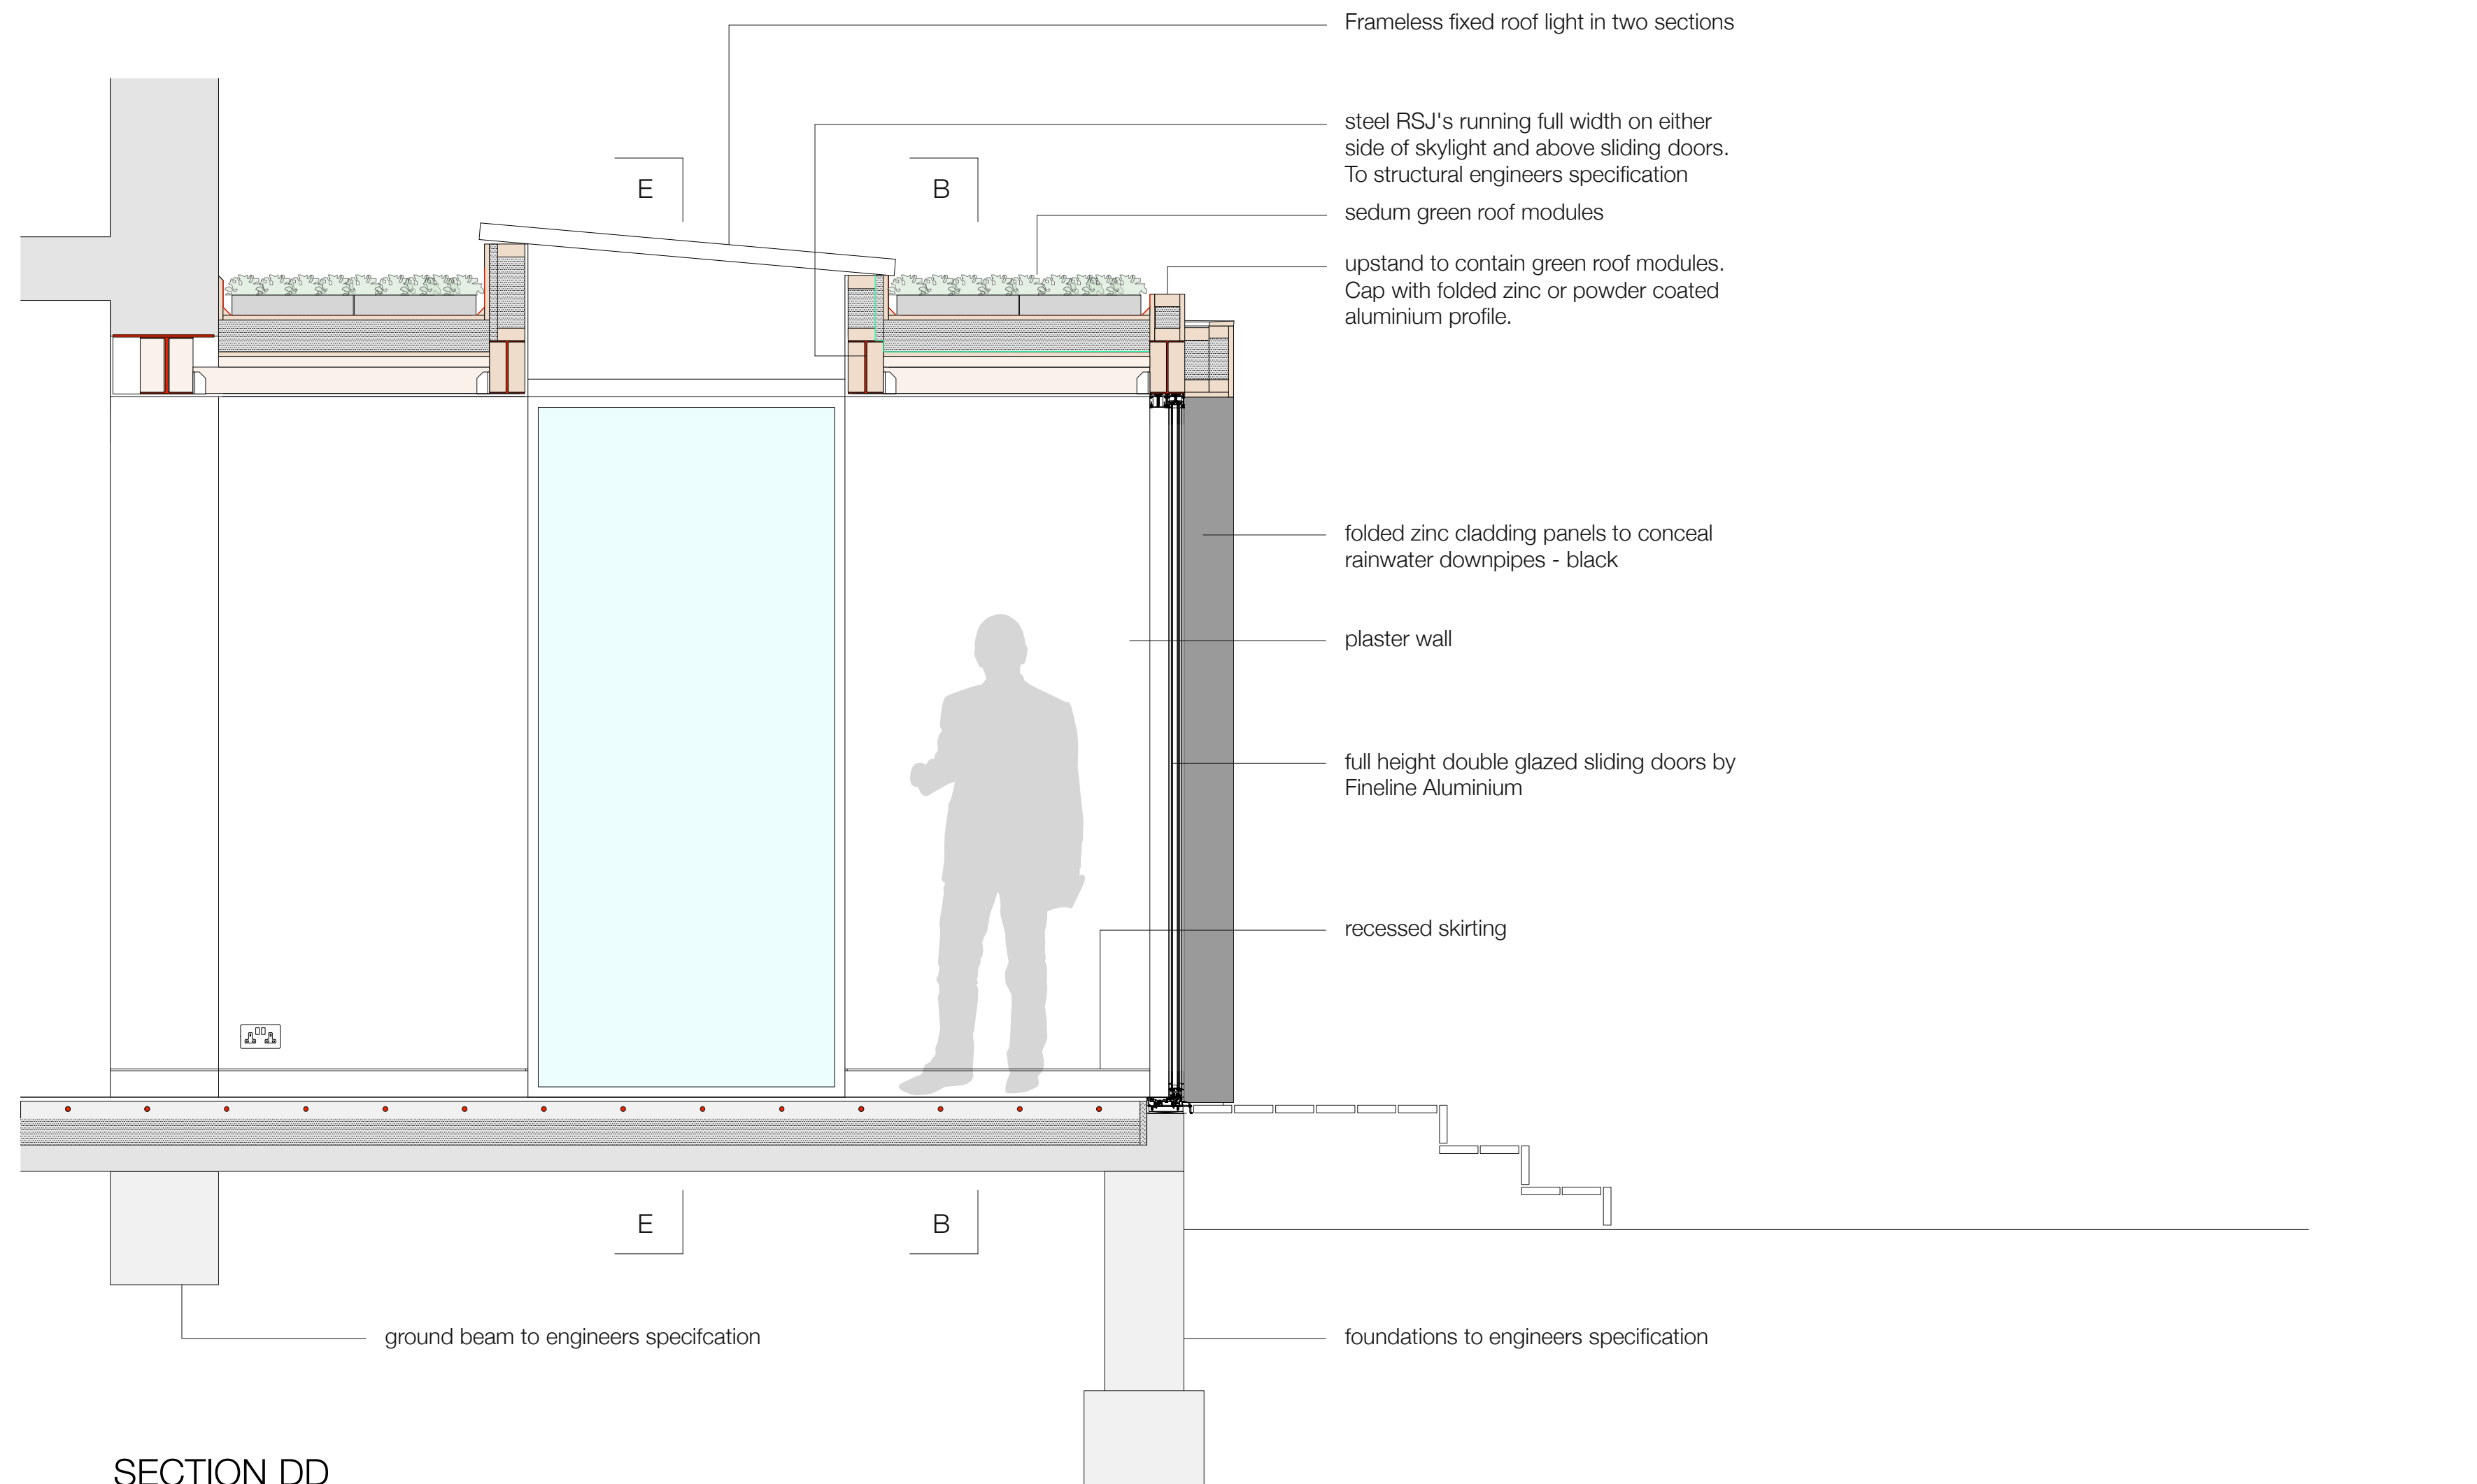 Frameless fixed roof light in two sections
steel RSJ's running full width on either
side of skylight and above sliding doors.
To structural engineers specification
E
B
sedum green roof modules
upstand to contain green roof modules.
Cap with folded zinc or powder coated
aluminium profile.
folded zinc cladding panels to conceal
rainwater downpipes - black
plaster wall
full height double glazed sliding doors by
Fineline Aluminium
recessed skirting
E
B
ground beam to engineers specifcation
foundations to engineers specification
SECTION DD